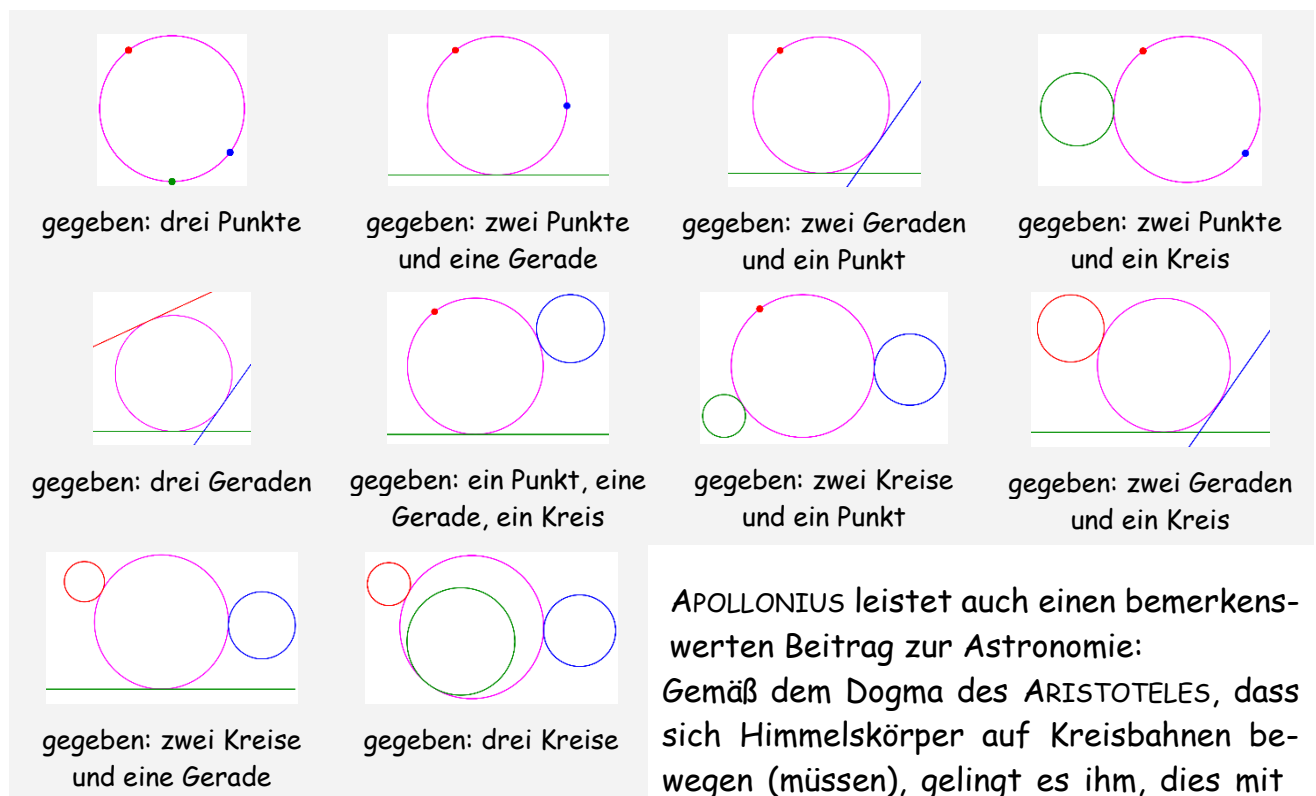 gegeben: drei Punkte
gegeben: zwei Punkte
und eine Gerade
gegeben: zwei Geraden
und ein Punkt
gegeben: zwei Punkte
und ein Kreis
gegeben: drei Geraden
gegeben: ein Punkt, eine
Gerade, ein Kreis
gegeben: zwei Kreise
und ein Punkt
gegeben: zwei Geraden
und ein Kreis
gegeben: zwei Kreise
und eine Gerade
gegeben: drei Kreise
APOLLONIUS leistet auch einen bemerkens-
werten Beitrag zur Astronomie:
Gemäß dem Dogma des ARISTOTELES, dass
sich Himmelskörper auf Kreisbahnen be-
wegen (müssen), gelingt es ihm, dies mit